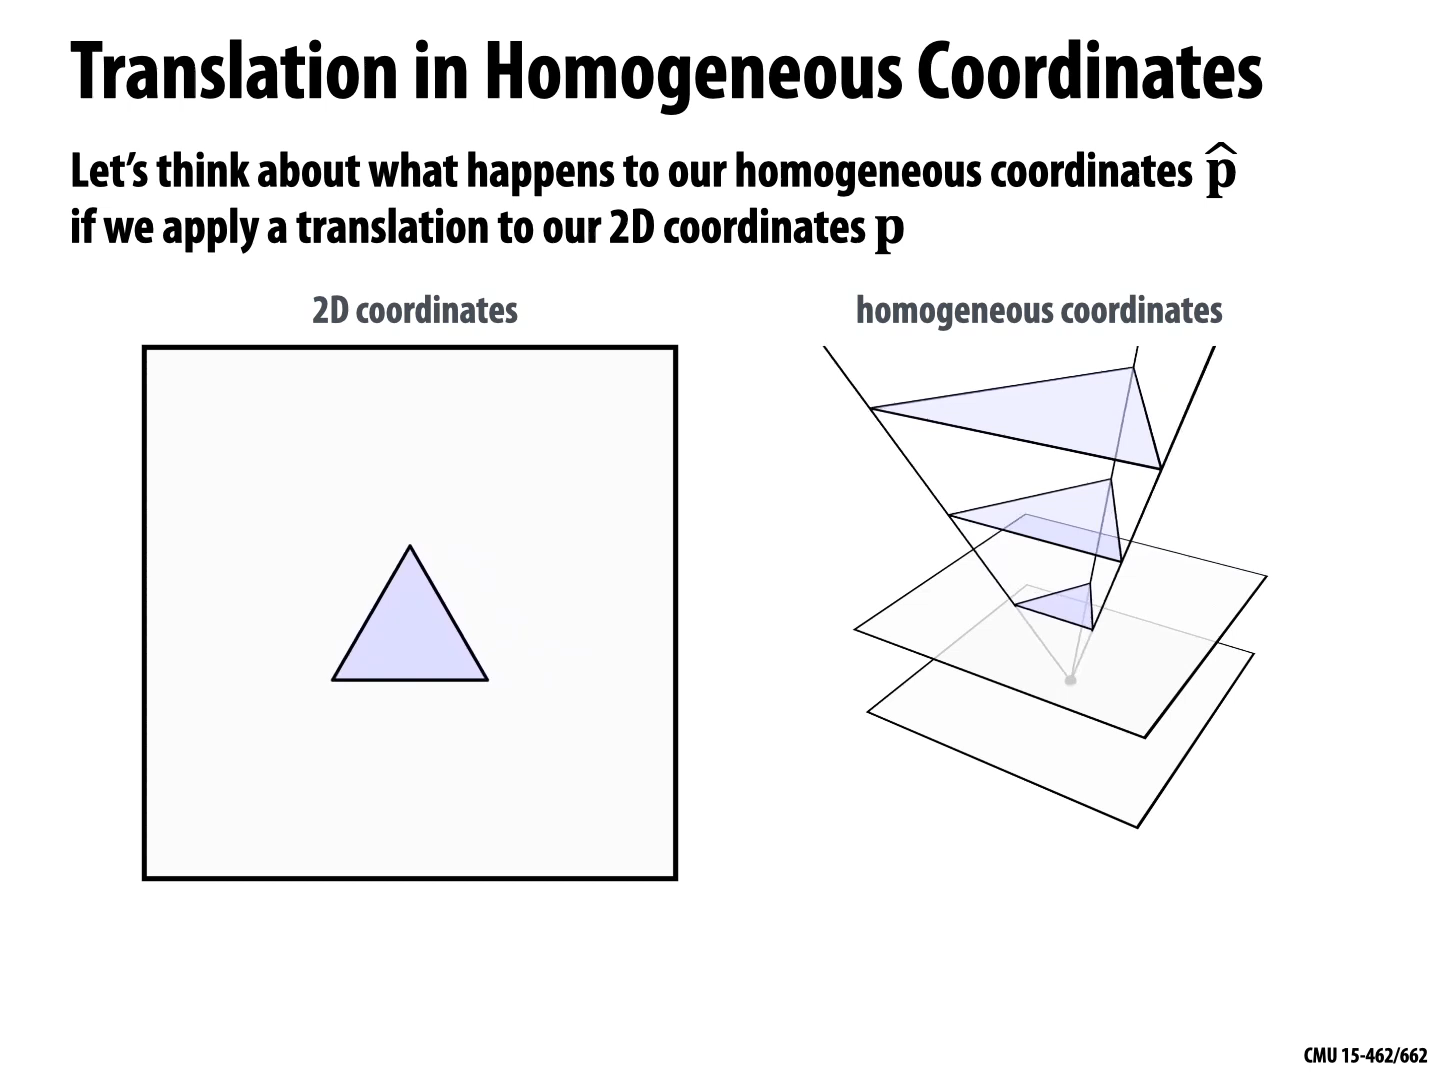 Translation in Homogeneous Coordinates
Let’s think about what happens to our homogeneous coordinates p̂
if we apply a translation to our 2D coordinates p
2D coordinates
homogeneous coordinates
CMU 15-462/662